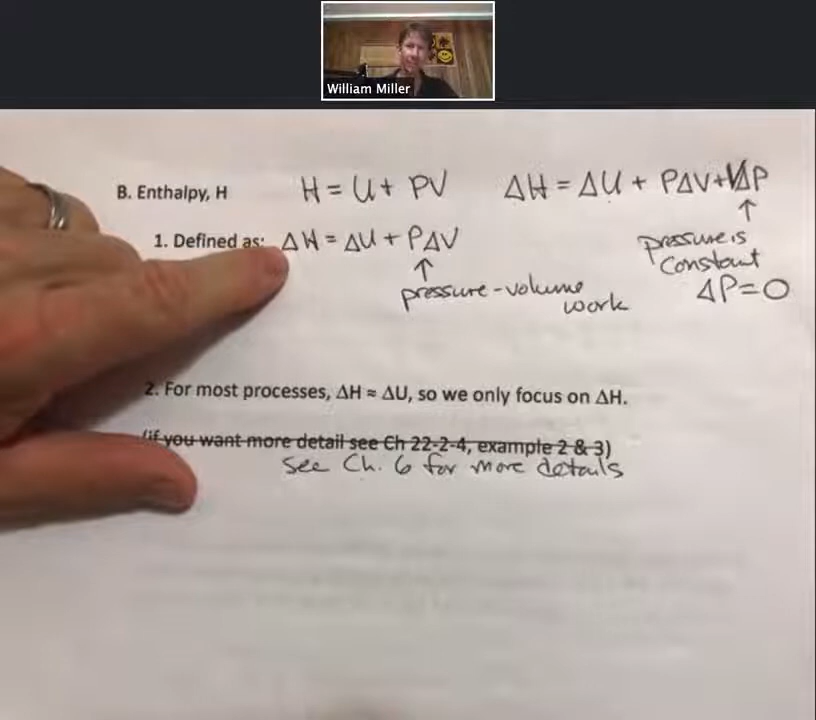 William Miller
B. Enthalpy, H H = U + PV ΔH = ΔU + PΔV + VΔP
↑
1. Defined as: ΔH = ΔU + PΔV
pressure is
constant
ΔP = 0
↑
pressure-volume
work
2. For most processes, ΔH ≈ ΔU, so we only focus on ΔH.
(if you want more detail see Ch 22-2-4, example 2 & 3)
see Ch. 6 for more details